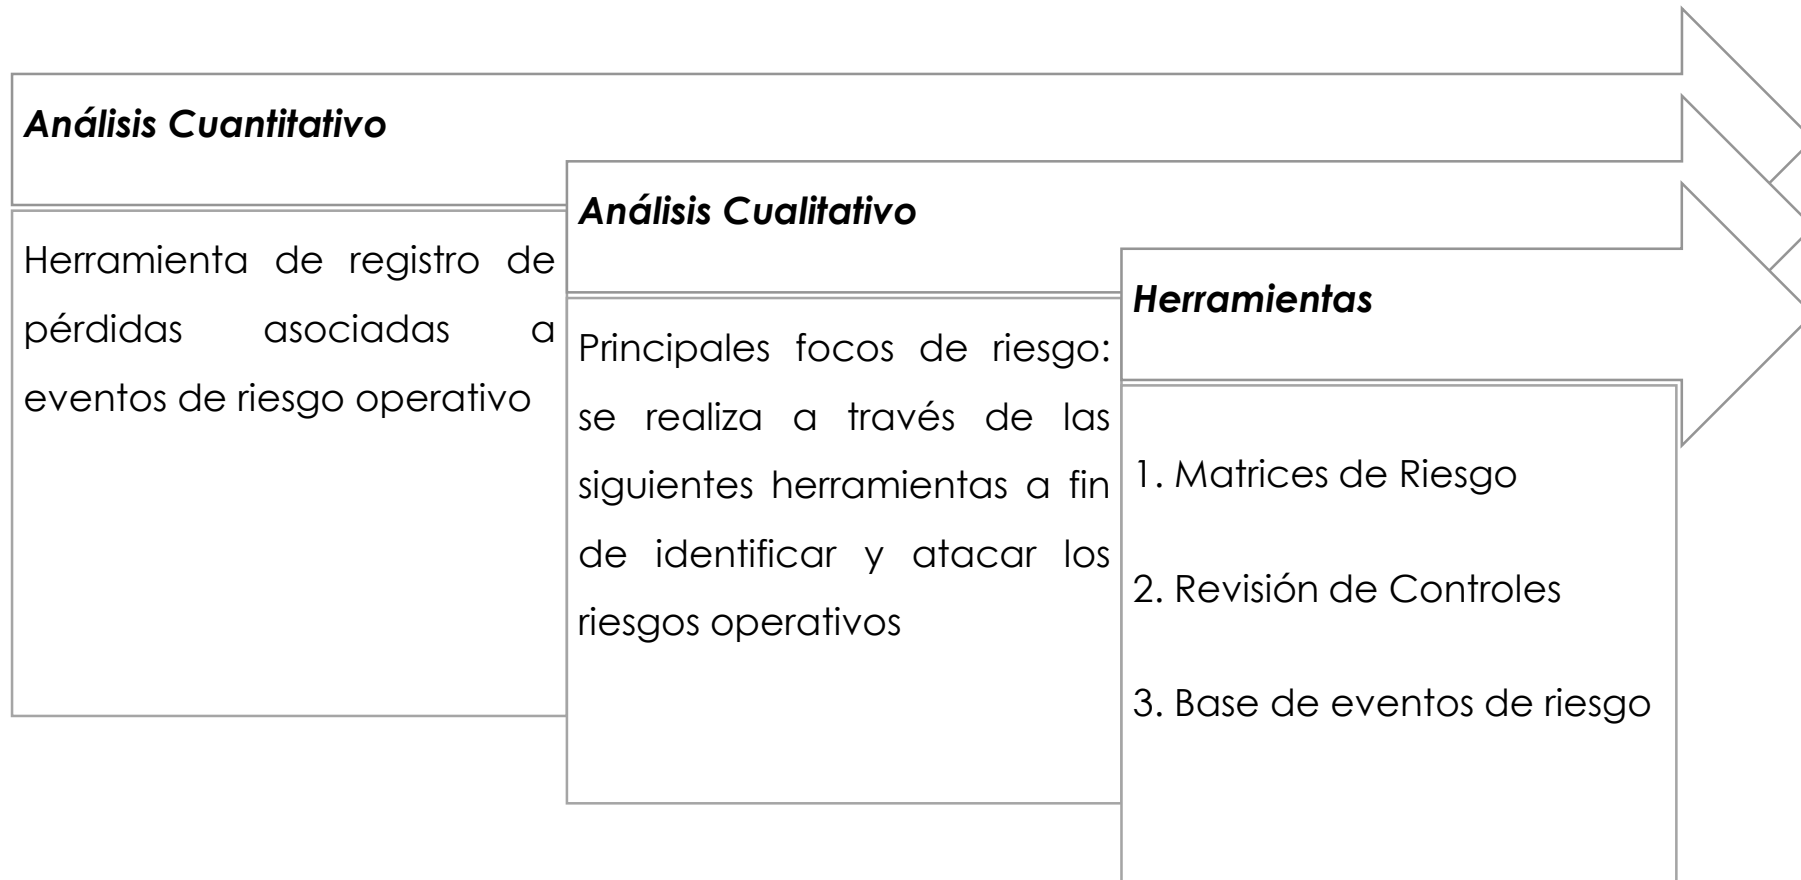 Análisis Cuantitativo
Herramienta de registro de
pérdidas asociadas a
eventos de riesgo operativo
Análisis Cualitativo
Principales focos de riesgo:
se realiza a través de las
siguientes herramientas a fin
de identificar y atacar los
riesgos operativos
Herramientas
1. Matrices de Riesgo
2. Revisión de Controles
3. Base de eventos de riesgo